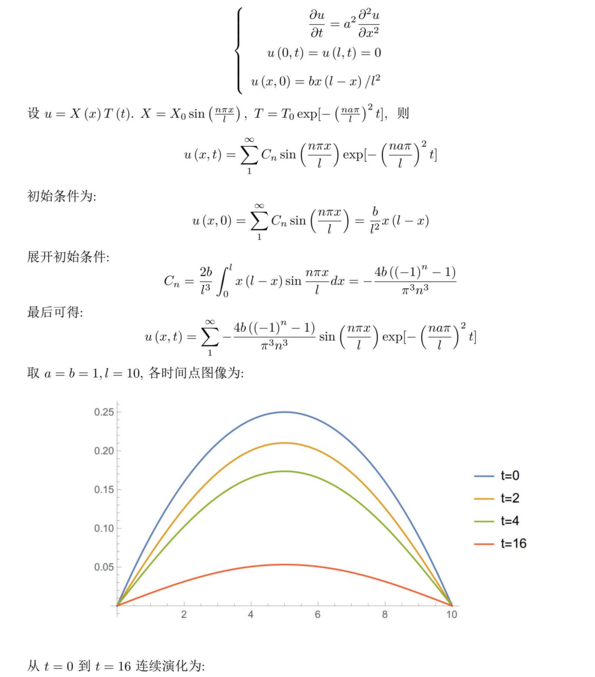 ∂u/∂t = a² ∂²u/∂x²
u (0, t) = u (l, t) = 0
u (x, 0) = bx (l − x) /l²
设 u = X (x) T (t). X = X₀ sin (nπx/l) , T = T₀ exp[− (naπ/l)² t], 则
u (x, t) = ∑₁^∞ Cₙ sin (nπx/l) exp[− (naπ/l)² t]
初始条件为:
u (x, 0) = ∑₁^∞ Cₙ sin (nπx/l) = b/l² x (l − x)
展开初始条件:
Cₙ = 2b/l³ ∫₀^l x (l − x) sin nπx/l dx = − 4b ((−1)ⁿ − 1)/π³n³
最后可得:
u (x, t) = ∑₁^∞ − 4b ((−1)ⁿ − 1)/π³n³ sin (nπx/l) exp[− (naπ/l)² t]
取 a = b = 1, l = 10, 各时间点图像为:
0.25
0.20
0.15
0.10
0.05
2 4 6 8 10
t=0
t=2
t=4
t=16
从 t = 0 到 t = 16 连续演化为: